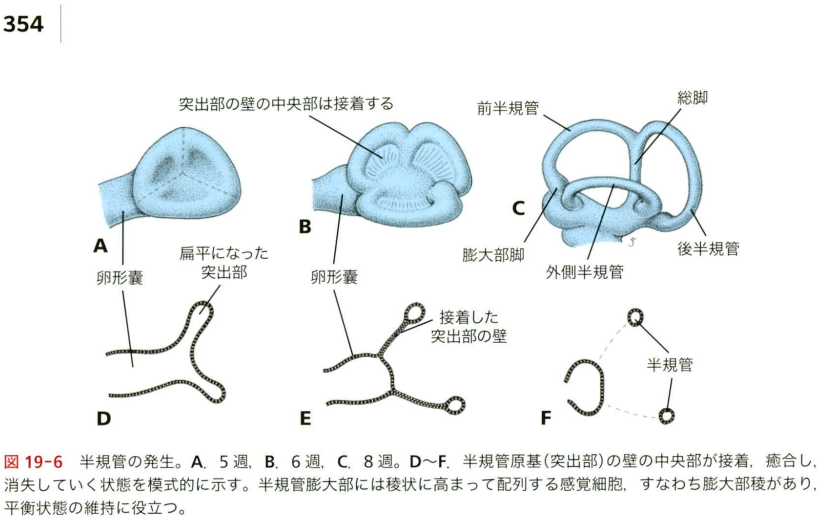 354
突出部の壁の中央部は接着する
前半規管
総脚
A
B
C
卵形嚢
扁平になった
突出部
卵形嚢
膨大部脚
外側半規管
後半規管
接着した
突出部の壁
半規管
D
E
F
図 19-6 半規管の発生。A. 5 週, B. 6 週, C. 8 週。D〜F. 半規管原基(突出部)の壁の中央部が接着, 癒合し,
消失していく状態を模式的に示す。半規管膨大部には稜状に高まって配列する感覚細胞, すなわち膨大部稜があり,
平衡状態の維持に役立つ。